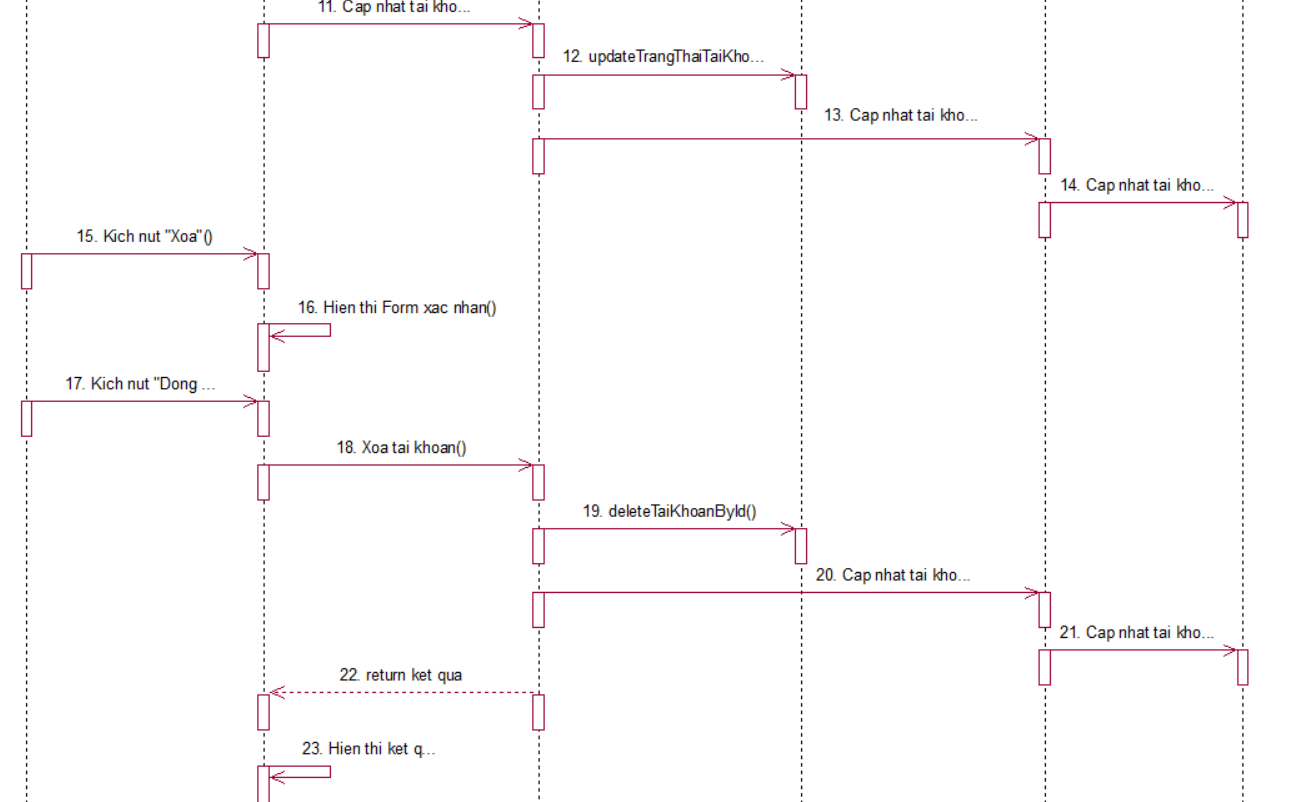 11. Cap nhat tai kho...
12. updateTrangThaiTaiKho...
13. Cap nhat tai kho...
14. Cap nhat tai kho...
15. Kich nut "Xoa"()
16. Hien thi Form xac nhan()
17. Kich nut "Dong ...
18. Xoa tai khoan()
19. deleteTaiKhoanById()
20. Cap nhat tai kho...
21. Cap nhat tai kho...
22. return ket qua
23. Hien thi ket q...